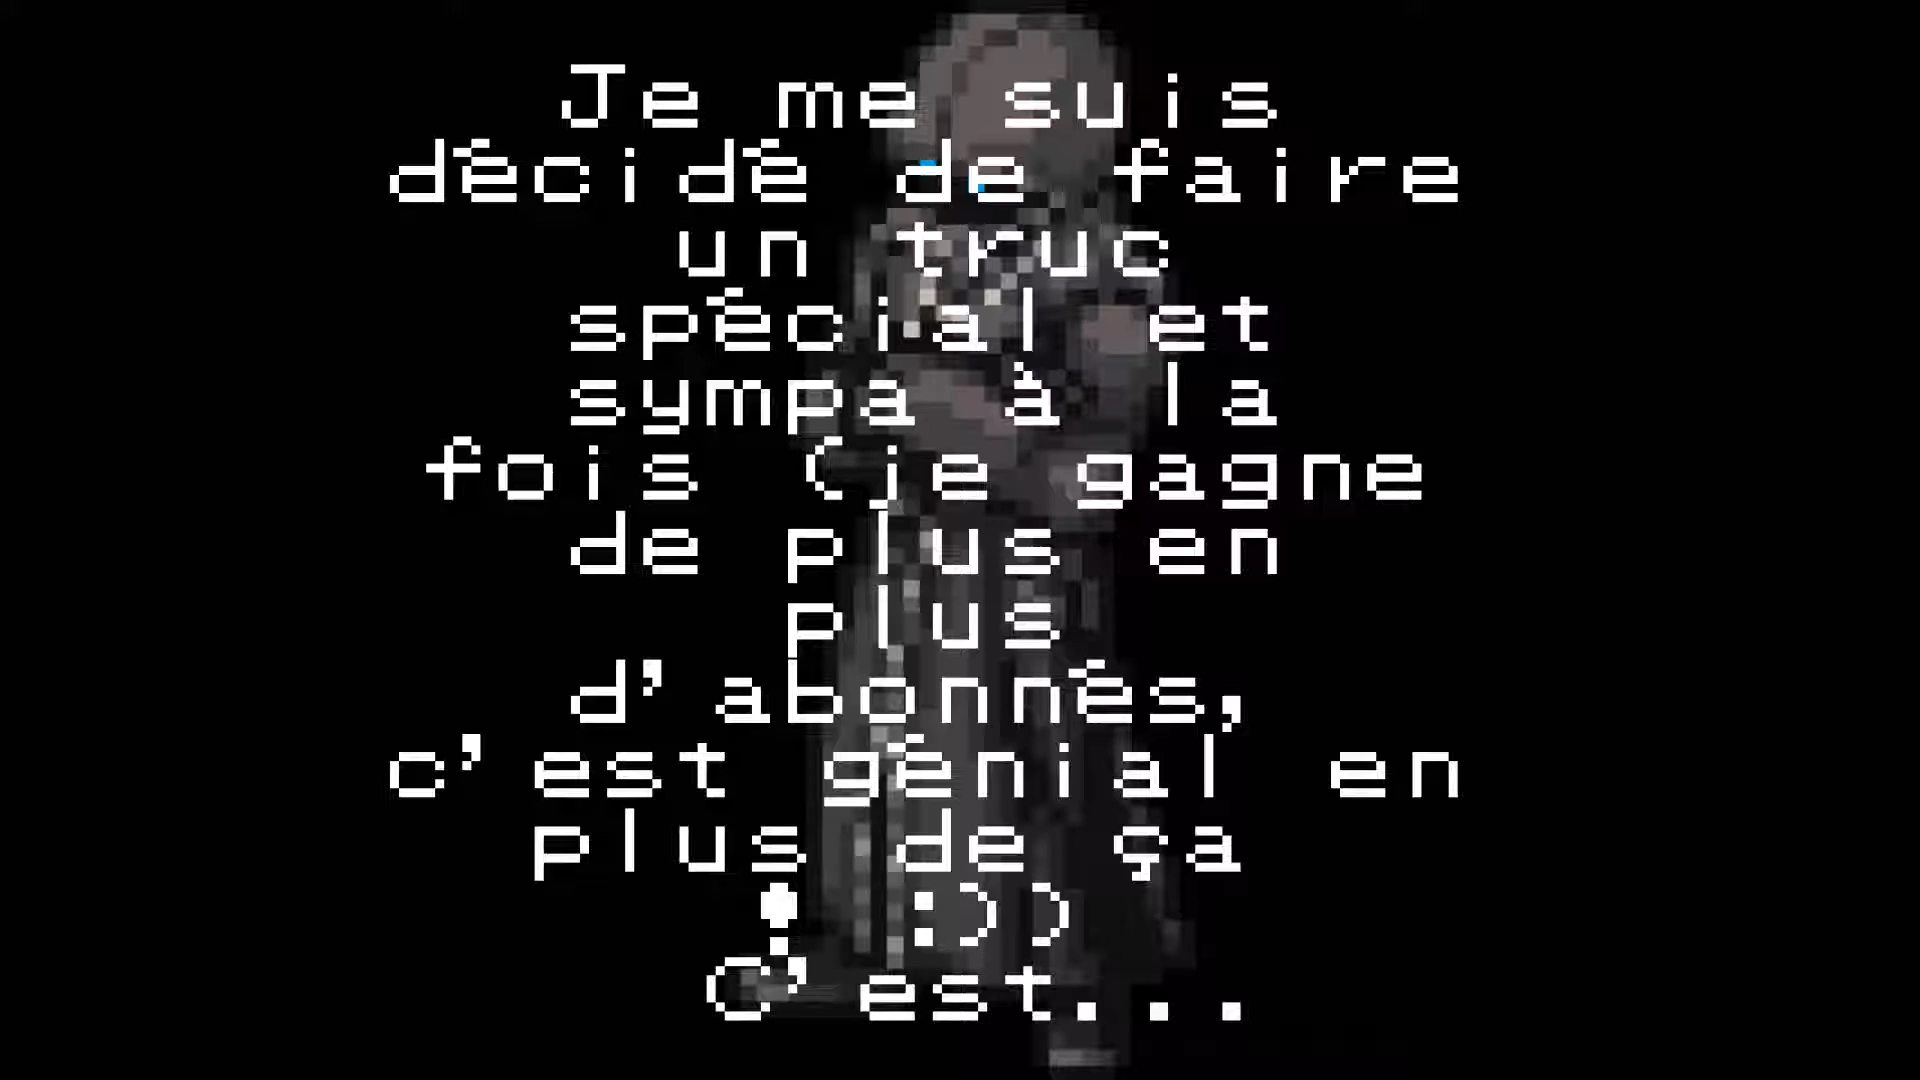 Je me suis
décidé de faire
un truc
spécial et
sympa à la
fois (je gagne
de plus en
plus
d'abonnés,
c'est génial en
plus de ça
! :))
C'est...